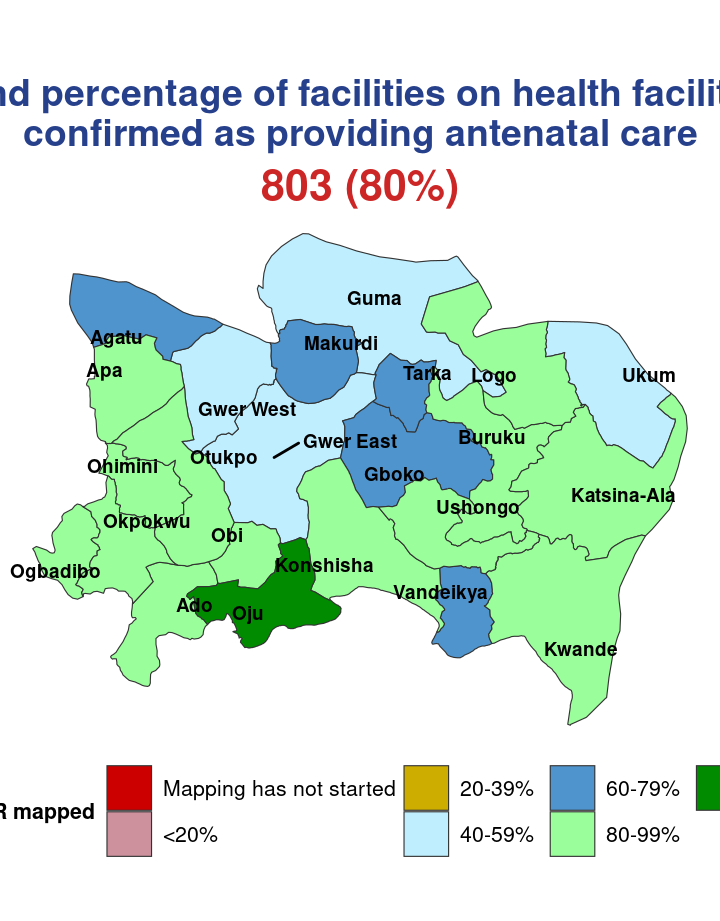 percentage of facilities on health
confirmed as providing antenatal care
803 (80%)
Guma
Agatu
Makurdi
Apa
Tarka
Logo
Ukum
Gwer West
Gwer East
Buruku
Otukpo
Ohimini
Gboko
Katsina-Ala
Ushongo
Okpokwu
Obi
Ogbadibo
Konshisha
Vandeikya
Ado
Oju
Kwande
Mapping has not started
20-39%
60-79%
mapped
<20%
40-59%
80-99%